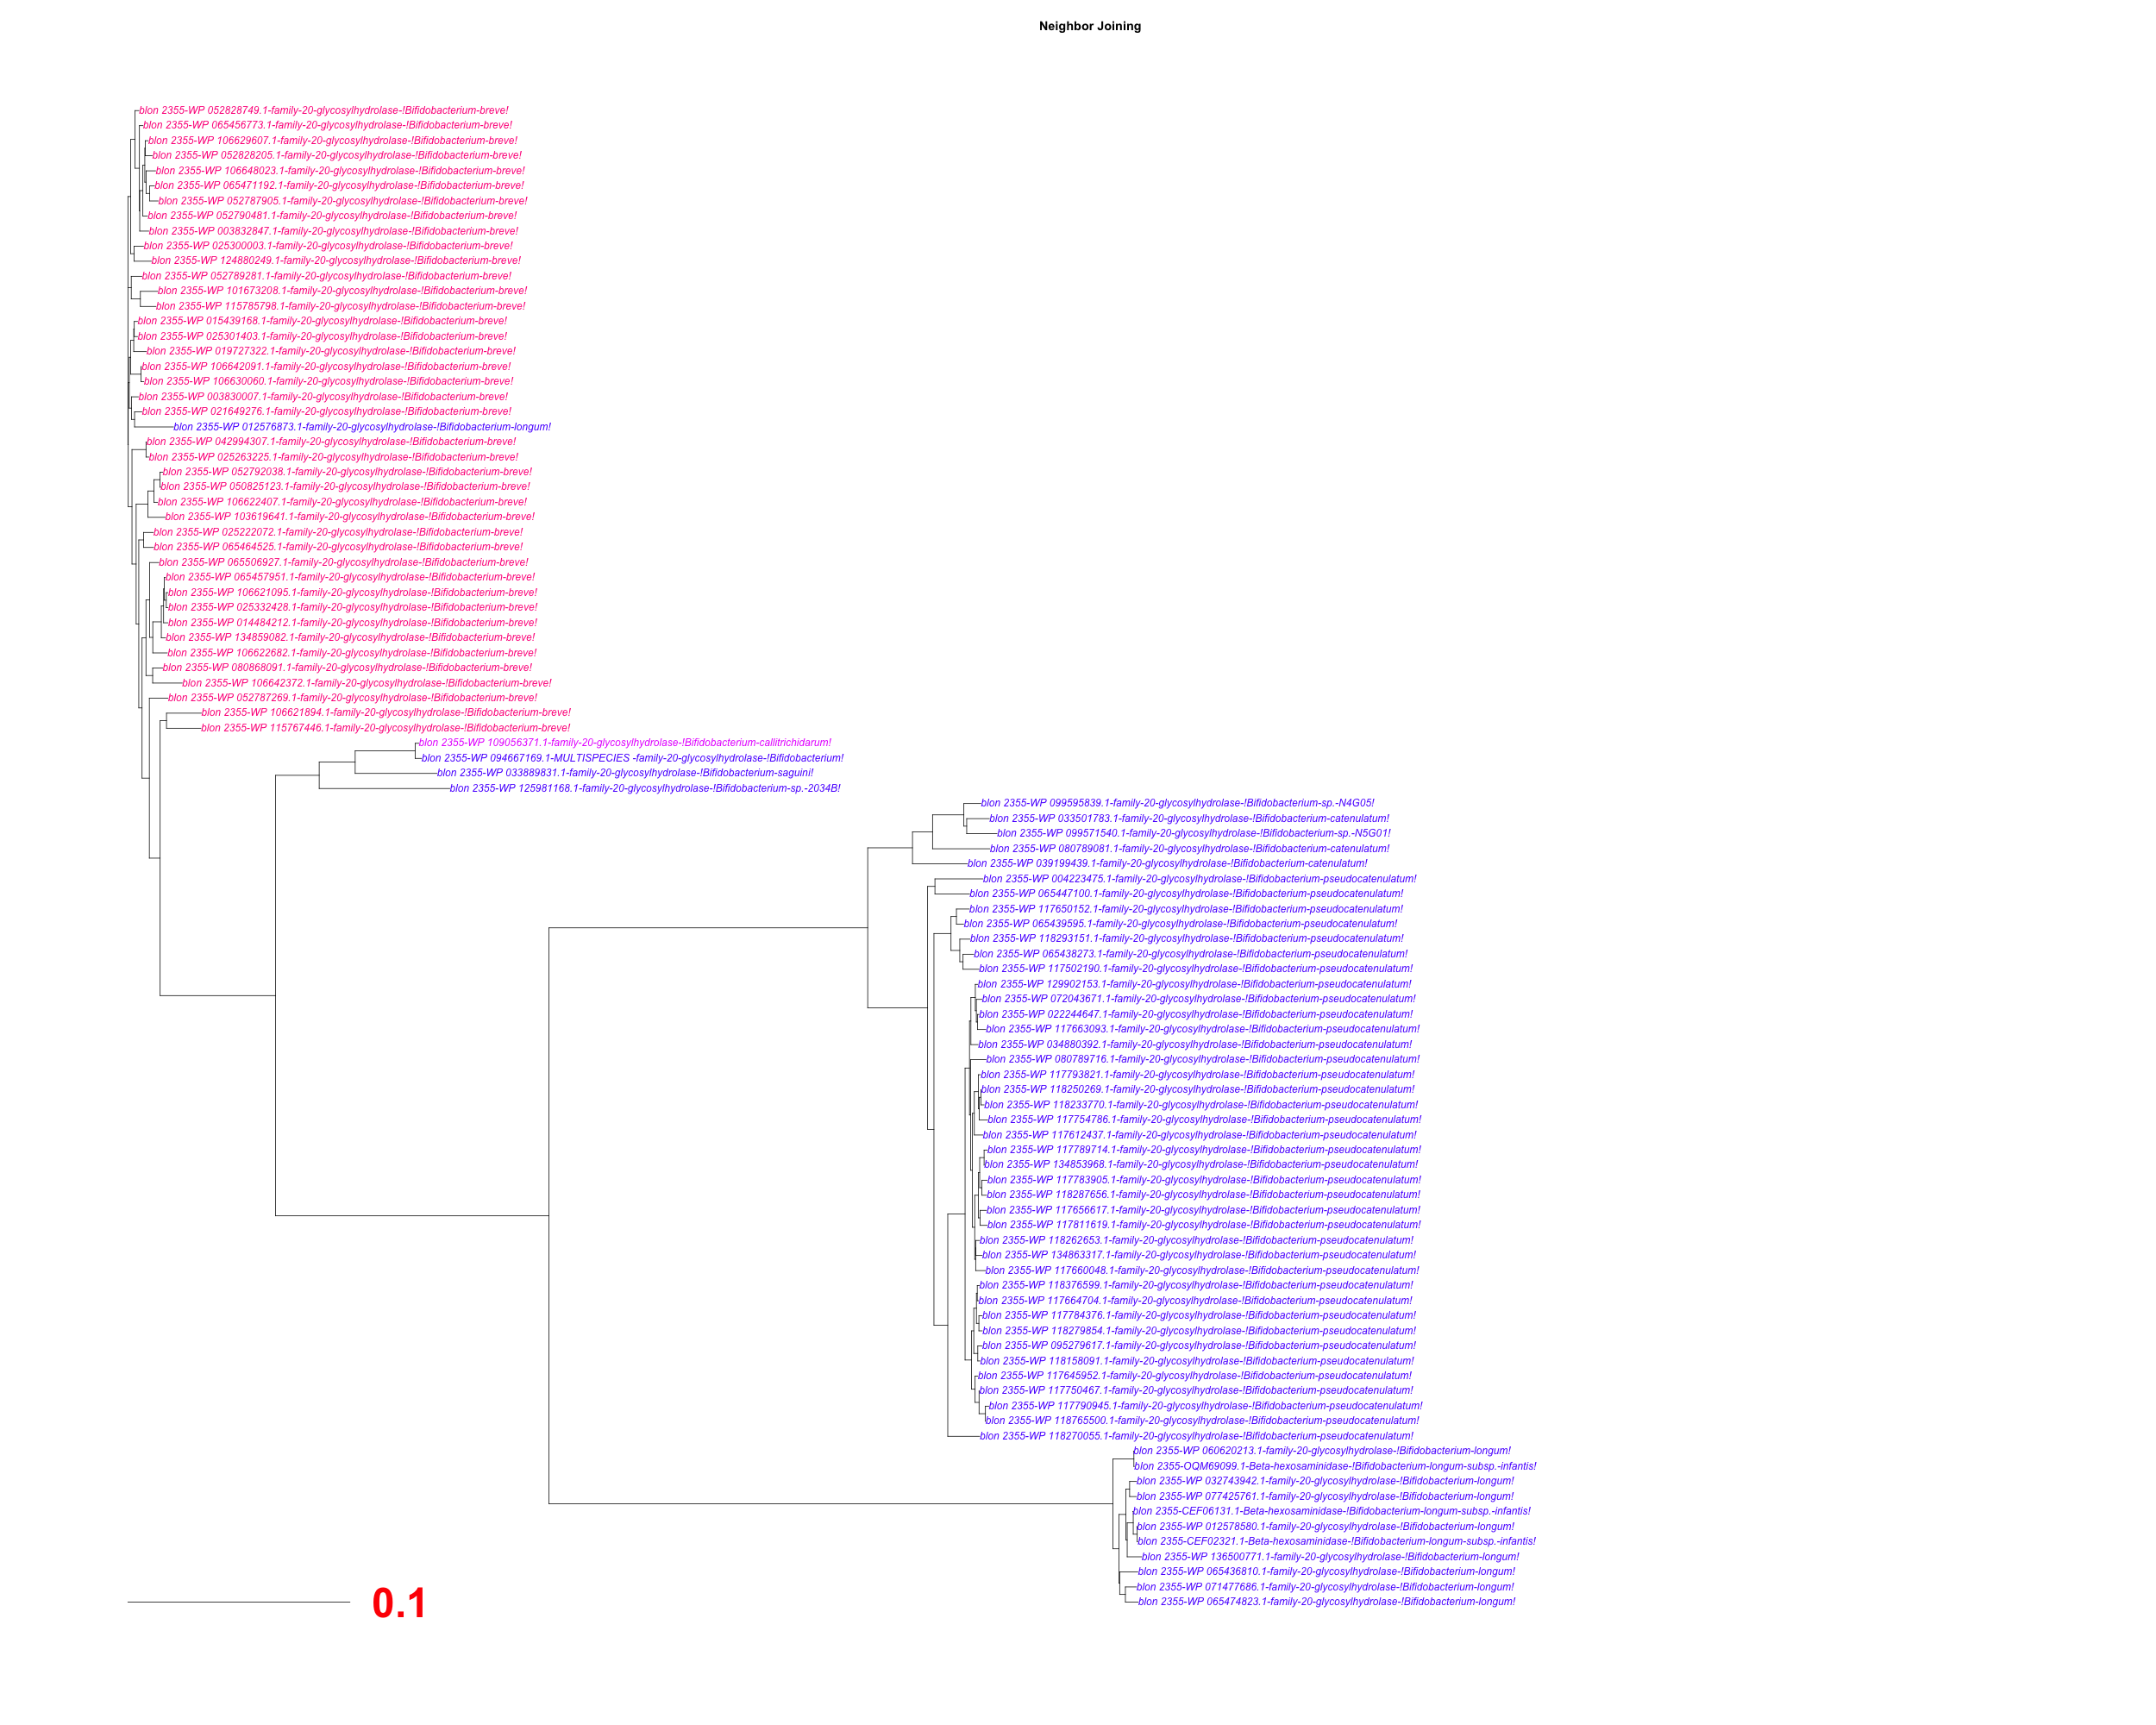 Neighbor Joining
blon 2355-WP 052828749.1-family-20-glycosylhydrolase-!Bifidobacterium-breve!
blon 2355-WP 065456773.1-family-20-glycosylhydrolase-!Bifidobacterium-breve!
blon 2355-WP 106629607.1-family-20-glycosylhydrolase-!Bifidobacterium-breve!
blon 2355-WP 052828205.1-family-20-glycosylhydrolase-!Bifidobacterium-breve!
blon 2355-WP 106648023.1-family-20-glycosylhydrolase-!Bifidobacterium-breve!
blon 2355-WP 065471192.1-family-20-glycosylhydrolase-!Bifidobacterium-breve!
blon 2355-WP 052787905.1-family-20-glycosylhydrolase-!Bifidobacterium-breve!
blon 2355-WP 052790481.1-family-20-glycosylhydrolase-!Bifidobacterium-breve!
blon 2355-WP 003832847.1-family-20-glycosylhydrolase-!Bifidobacterium-breve!
blon 2355-WP 025300003.1-family-20-glycosylhydrolase-!Bifidobacterium-breve!
blon 2355-WP 124880249.1-family-20-glycosylhydrolase-!Bifidobacterium-breve!
blon 2355-WP 052789281.1-family-20-glycosylhydrolase-!Bifidobacterium-breve!
blon 2355-WP 101673208.1-family-20-glycosylhydrolase-!Bifidobacterium-breve!
blon 2355-WP 115785798.1-family-20-glycosylhydrolase-!Bifidobacterium-breve!
blon 2355-WP 015439168.1-family-20-glycosylhydrolase-!Bifidobacterium-breve!
blon 2355-WP 025301403.1-family-20-glycosylhydrolase-!Bifidobacterium-breve!
blon 2355-WP 019727322.1-family-20-glycosylhydrolase-!Bifidobacterium-breve!
blon 2355-WP 106642091.1-family-20-glycosylhydrolase-!Bifidobacterium-breve!
blon 2355-WP 106630060.1-family-20-glycosylhydrolase-!Bifidobacterium-breve!
blon 2355-WP 003830007.1-family-20-glycosylhydrolase-!Bifidobacterium-breve!
blon 2355-WP 021649276.1-family-20-glycosylhydrolase-!Bifidobacterium-breve!
blon 2355-WP 012576873.1-family-20-glycosylhydrolase-!Bifidobacterium-longum!
blon 2355-WP 042994307.1-family-20-glycosylhydrolase-!Bifidobacterium-breve!
blon 2355-WP 025263225.1-family-20-glycosylhydrolase-!Bifidobacterium-breve!
blon 2355-WP 052792038.1-family-20-glycosylhydrolase-!Bifidobacterium-breve!
blon 2355-WP 050825123.1-family-20-glycosylhydrolase-!Bifidobacterium-breve!
blon 2355-WP 106622407.1-family-20-glycosylhydrolase-!Bifidobacterium-breve!
blon 2355-WP 103619641.1-family-20-glycosylhydrolase-!Bifidobacterium-breve!
blon 2355-WP 025222072.1-family-20-glycosylhydrolase-!Bifidobacterium-breve!
blon 2355-WP 065464525.1-family-20-glycosylhydrolase-!Bifidobacterium-breve!
blon 2355-WP 065506927.1-family-20-glycosylhydrolase-!Bifidobacterium-breve!
blon 2355-WP 065457951.1-family-20-glycosylhydrolase-!Bifidobacterium-breve!
blon 2355-WP 106621095.1-family-20-glycosylhydrolase-!Bifidobacterium-breve!
blon 2355-WP 025332428.1-family-20-glycosylhydrolase-!Bifidobacterium-breve!
blon 2355-WP 014484212.1-family-20-glycosylhydrolase-!Bifidobacterium-breve!
blon 2355-WP 134859082.1-family-20-glycosylhydrolase-!Bifidobacterium-breve!
blon 2355-WP 106622682.1-family-20-glycosylhydrolase-!Bifidobacterium-breve!
blon 2355-WP 080868091.1-family-20-glycosylhydrolase-!Bifidobacterium-breve!
blon 2355-WP 106642372.1-family-20-glycosylhydrolase-!Bifidobacterium-breve!
blon 2355-WP 052787269.1-family-20-glycosylhydrolase-!Bifidobacterium-breve!
blon 2355-WP 106621894.1-family-20-glycosylhydrolase-!Bifidobacterium-breve!
blon 2355-WP 115767446.1-family-20-glycosylhydrolase-!Bifidobacterium-breve!
blon 2355-WP 109056371.1-family-20-glycosylhydrolase-!Bifidobacterium-callitrichidarum!
blon 2355-WP 094667169.1-MULTISPECIES -family-20-glycosylhydrolase-!Bifidobacterium!
blon 2355-WP 033889831.1-family-20-glycosylhydrolase-!Bifidobacterium-saguini!
blon 2355-WP 125981168.1-family-20-glycosylhydrolase-!Bifidobacterium-sp.-2034B!
blon 2355-WP 099595839.1-family-20-glycosylhydrolase-!Bifidobacterium-sp.-N4G05!
blon 2355-WP 033501783.1-family-20-glycosylhydrolase-!Bifidobacterium-catenulatum!
blon 2355-WP 099571540.1-family-20-glycosylhydrolase-!Bifidobacterium-sp.-N5G01!
blon 2355-WP 080789081.1-family-20-glycosylhydrolase-!Bifidobacterium-catenulatum!
blon 2355-WP 039199439.1-family-20-glycosylhydrolase-!Bifidobacterium-catenulatum!
blon 2355-WP 004223475.1-family-20-glycosylhydrolase-!Bifidobacterium-pseudocatenulatum!
blon 2355-WP 065447100.1-family-20-glycosylhydrolase-!Bifidobacterium-pseudocatenulatum!
blon 2355-WP 117650152.1-family-20-glycosylhydrolase-!Bifidobacterium-pseudocatenulatum!
blon 2355-WP 065439595.1-family-20-glycosylhydrolase-!Bifidobacterium-pseudocatenulatum!
blon 2355-WP 118293151.1-family-20-glycosylhydrolase-!Bifidobacterium-pseudocatenulatum!
blon 2355-WP 065438273.1-family-20-glycosylhydrolase-!Bifidobacterium-pseudocatenulatum!
blon 2355-WP 117502190.1-family-20-glycosylhydrolase-!Bifidobacterium-pseudocatenulatum!
blon 2355-WP 129902153.1-family-20-glycosylhydrolase-!Bifidobacterium-pseudocatenulatum!
blon 2355-WP 072043671.1-family-20-glycosylhydrolase-!Bifidobacterium-pseudocatenulatum!
blon 2355-WP 022244647.1-family-20-glycosylhydrolase-!Bifidobacterium-pseudocatenulatum!
blon 2355-WP 117663093.1-family-20-glycosylhydrolase-!Bifidobacterium-pseudocatenulatum!
blon 2355-WP 034880392.1-family-20-glycosylhydrolase-!Bifidobacterium-pseudocatenulatum!
blon 2355-WP 080789716.1-family-20-glycosylhydrolase-!Bifidobacterium-pseudocatenulatum!
blon 2355-WP 117793821.1-family-20-glycosylhydrolase-!Bifidobacterium-pseudocatenulatum!
blon 2355-WP 118250269.1-family-20-glycosylhydrolase-!Bifidobacterium-pseudocatenulatum!
blon 2355-WP 118233770.1-family-20-glycosylhydrolase-!Bifidobacterium-pseudocatenulatum!
blon 2355-WP 117754786.1-family-20-glycosylhydrolase-!Bifidobacterium-pseudocatenulatum!
blon 2355-WP 117612437.1-family-20-glycosylhydrolase-!Bifidobacterium-pseudocatenulatum!
blon 2355-WP 117789714.1-family-20-glycosylhydrolase-!Bifidobacterium-pseudocatenulatum!
blon 2355-WP 134853968.1-family-20-glycosylhydrolase-!Bifidobacterium-pseudocatenulatum!
blon 2355-WP 117783905.1-family-20-glycosylhydrolase-!Bifidobacterium-pseudocatenulatum!
blon 2355-WP 118287656.1-family-20-glycosylhydrolase-!Bifidobacterium-pseudocatenulatum!
blon 2355-WP 117656617.1-family-20-glycosylhydrolase-!Bifidobacterium-pseudocatenulatum!
blon 2355-WP 117811619.1-family-20-glycosylhydrolase-!Bifidobacterium-pseudocatenulatum!
blon 2355-WP 118262653.1-family-20-glycosylhydrolase-!Bifidobacterium-pseudocatenulatum!
blon 2355-WP 134863317.1-family-20-glycosylhydrolase-!Bifidobacterium-pseudocatenulatum!
blon 2355-WP 117660048.1-family-20-glycosylhydrolase-!Bifidobacterium-pseudocatenulatum!
blon 2355-WP 118376599.1-family-20-glycosylhydrolase-!Bifidobacterium-pseudocatenulatum!
blon 2355-WP 117664704.1-family-20-glycosylhydrolase-!Bifidobacterium-pseudocatenulatum!
blon 2355-WP 117784376.1-family-20-glycosylhydrolase-!Bifidobacterium-pseudocatenulatum!
blon 2355-WP 118279854.1-family-20-glycosylhydrolase-!Bifidobacterium-pseudocatenulatum!
blon 2355-WP 095279617.1-family-20-glycosylhydrolase-!Bifidobacterium-pseudocatenulatum!
blon 2355-WP 118158091.1-family-20-glycosylhydrolase-!Bifidobacterium-pseudocatenulatum!
blon 2355-WP 117645952.1-family-20-glycosylhydrolase-!Bifidobacterium-pseudocatenulatum!
blon 2355-WP 117750467.1-family-20-glycosylhydrolase-!Bifidobacterium-pseudocatenulatum!
blon 2355-WP 117790945.1-family-20-glycosylhydrolase-!Bifidobacterium-pseudocatenulatum!
blon 2355-WP 118765500.1-family-20-glycosylhydrolase-!Bifidobacterium-pseudocatenulatum!
blon 2355-WP 118270055.1-family-20-glycosylhydrolase-!Bifidobacterium-pseudocatenulatum!
blon 2355-WP 060620213.1-family-20-glycosylhydrolase-!Bifidobacterium-longum!
blon 2355-OQM69099.1-Beta-hexosaminidase-!Bifidobacterium-longum-subsp.-infantis!
blon 2355-WP 032743942.1-family-20-glycosylhydrolase-!Bifidobacterium-longum!
blon 2355-WP 077425761.1-family-20-glycosylhydrolase-!Bifidobacterium-longum!
blon 2355-CEF06131.1-Beta-hexosaminidase-!Bifidobacterium-longum-subsp.-infantis!
blon 2355-WP 012578580.1-family-20-glycosylhydrolase-!Bifidobacterium-longum!
blon 2355-CEF02321.1-Beta-hexosaminidase-!Bifidobacterium-longum-subsp.-infantis!
blon 2355-WP 136500771.1-family-20-glycosylhydrolase-!Bifidobacterium-longum!
blon 2355-WP 065436810.1-family-20-glycosylhydrolase-!Bifidobacterium-longum!
blon 2355-WP 071477686.1-family-20-glycosylhydrolase-!Bifidobacterium-longum!
blon 2355-WP 065474823.1-family-20-glycosylhydrolase-!Bifidobacterium-longum!
0.1